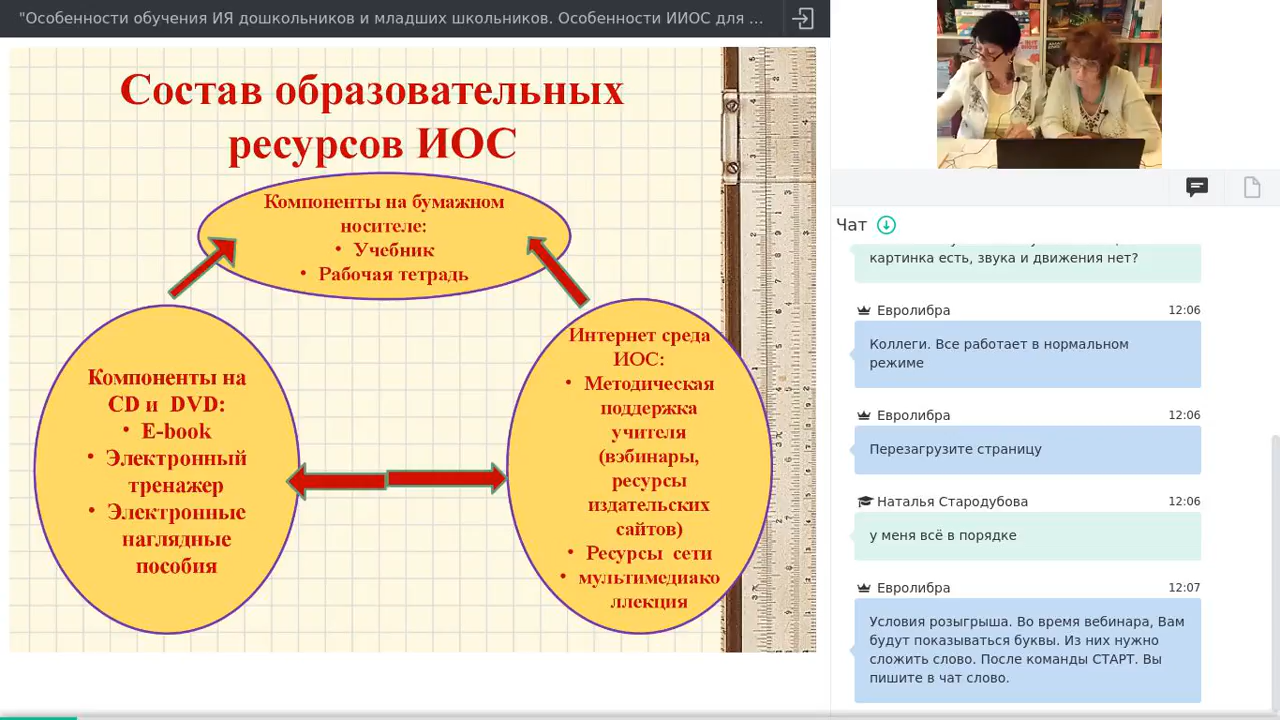 "Особенности обучения ИЯ дошкольников и младших школьников. Особенности ИИОС для ...
Состав образовательных
ресурсов ИОС
Компоненты на бумажном
носителе:
• Учебник
• Рабочая тетрадь
Компоненты на
CD и DVD:
• E-book
• Электронный
тренажер
• Электронные
наглядные
пособия
Интернет среда
ИОС:
• Методическая
поддержка
учителя
(вэбинары,
ресурсы
издательских
сайтов)
• Ресурсы сети
• мультимедиако
ллекция
Чат
картинка есть, звука и движения нет?
Евролибра 12:06
Коллеги. Все работает в нормальном
режиме
Евролибра 12:06
Перезагрузите страницу
Наталья Стародубова 12:06
у меня всё в порядке
Евролибра 12:07
Условия розыгрыша. Во время вебинара, Вам
будут показываться буквы. Из них нужно
сложить слово. После команды СТАРТ. Вы
пишите в чат слово.